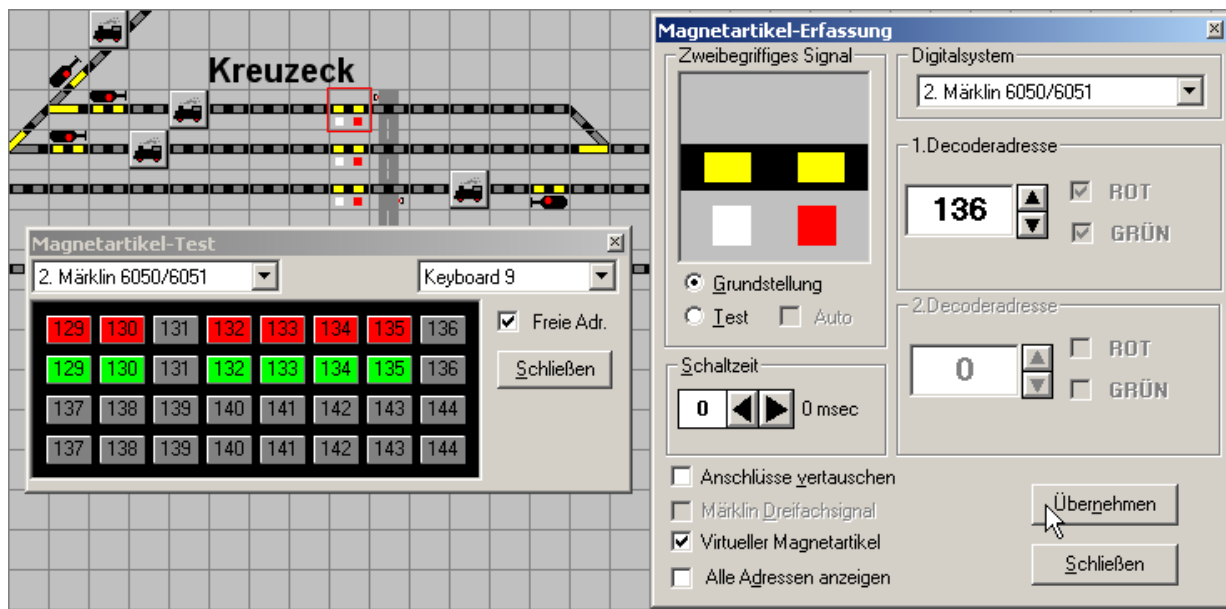 Kreuzeck
Magnetartikel-Test
2. Märklin 6050/6051
Keyboard 9
129 130 131 132 133 134 135 136
129 130 131 132 133 134 135 136
137 138 139 140 141 142 143 144
137 138 139 140 141 142 143 144
Freie Adr.
Schließen
Magnetartikel-Erfassung
Zweibegriffiges Signal
Grundstellung
Test
Auto
Schaltzeit
0
0 msec
Anschlüsse vertauschen
Märklin Dreifachsignal
Virtueller Magnetartikel
Alle Adressen anzeigen
Digitalsystem
2. Märklin 6050/6051
1.Decoderadresse
136
ROT
GRÜN
2.Decoderadresse
0
ROT
GRÜN
Übernehmen
Schließen